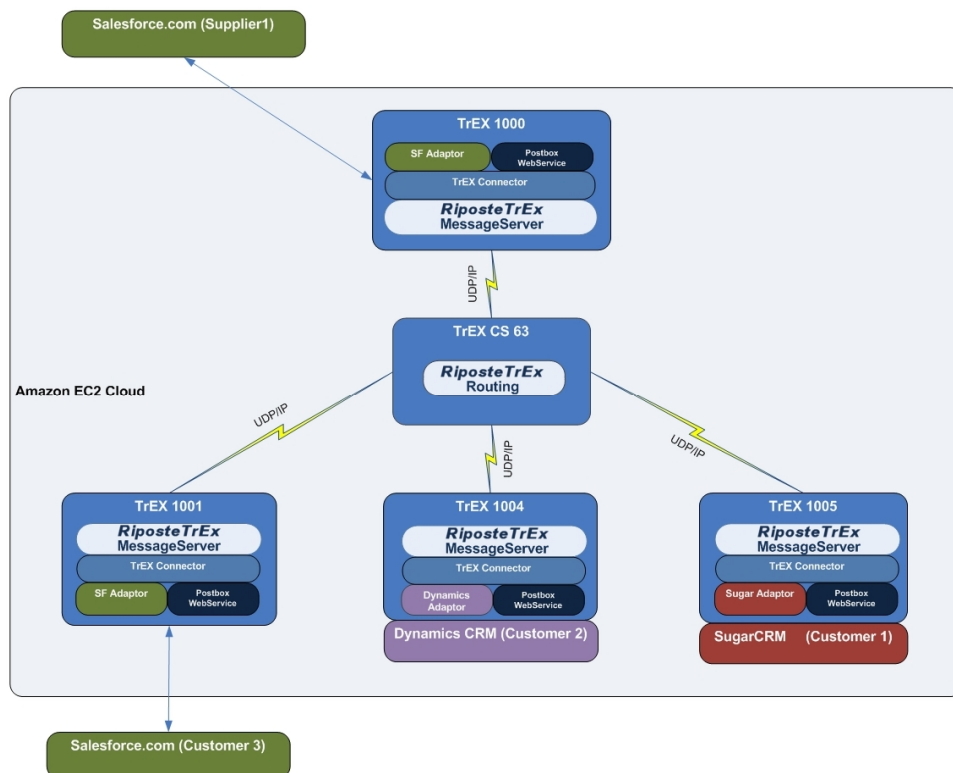 Salesforce.com (Supplier1)
TrEX 1000
SF Adaptor
Postbox
WebService
TrEX Connector
RiposteTrEx
MessageServer
UDP/IP
TrEX CS 63
RiposteTrEx
Routing
Amazon EC2 Cloud
UDP/IP
UDP/IP
UDP/IP
TrEX 1001
RiposteTrEx
MessageServer
TrEX Connector
SF Adaptor
Postbox
WebService
TrEX 1004
RiposteTrEx
MessageServer
TrEX Connector
Dynamics
Adaptor
Postbox
WebService
Dynamics CRM (Customer 2)
TrEX 1005
RiposteTrEx
MessageServer
TrEX Connector
Sugar Adaptor
Postbox
WebService
SugarCRM (Customer 1)
Salesforce.com (Customer 3)